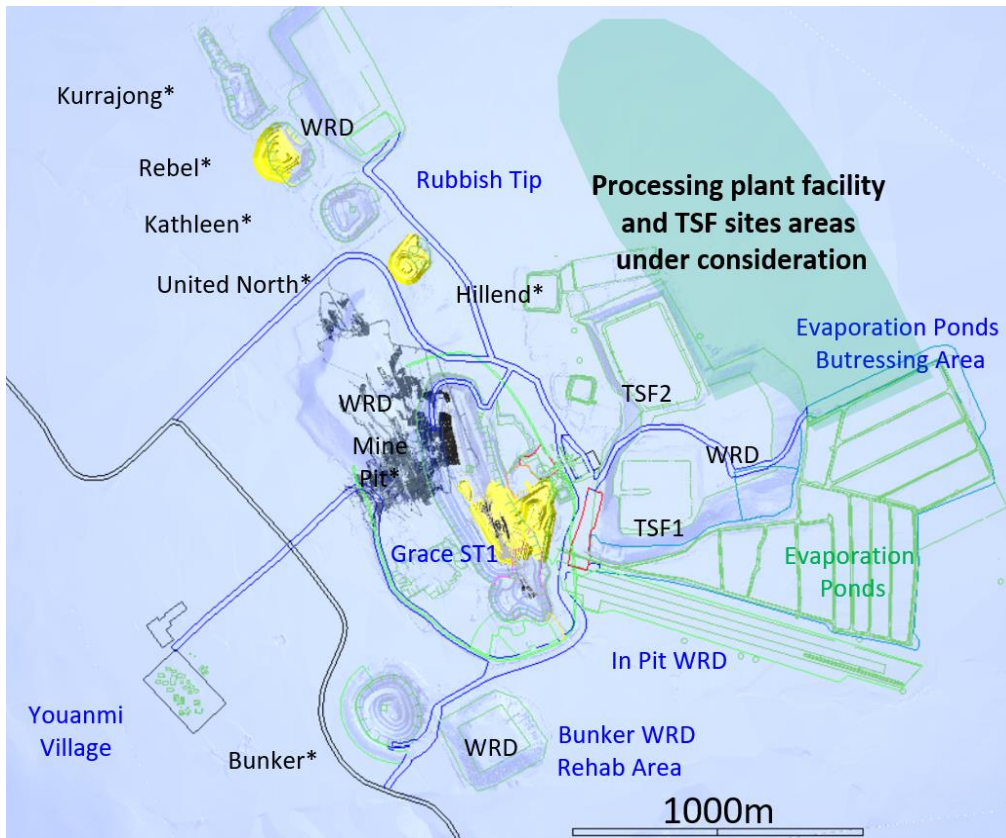 Kurrajong*
WRD
Rebel*
Rubbish Tip
Kathleen*
Processing plant facility
and TSF sites areas
under consideration
United North*
Hillend*
Evaporation Ponds
Butressing Area
WRD
TSF2
Mine
Pit*
WRD
TSF1
Grace ST1
Evaporation
Ponds
In Pit WRD
Youanmi
Village
Bunker*
WRD
Bunker WRD
Rehab Area
1000m